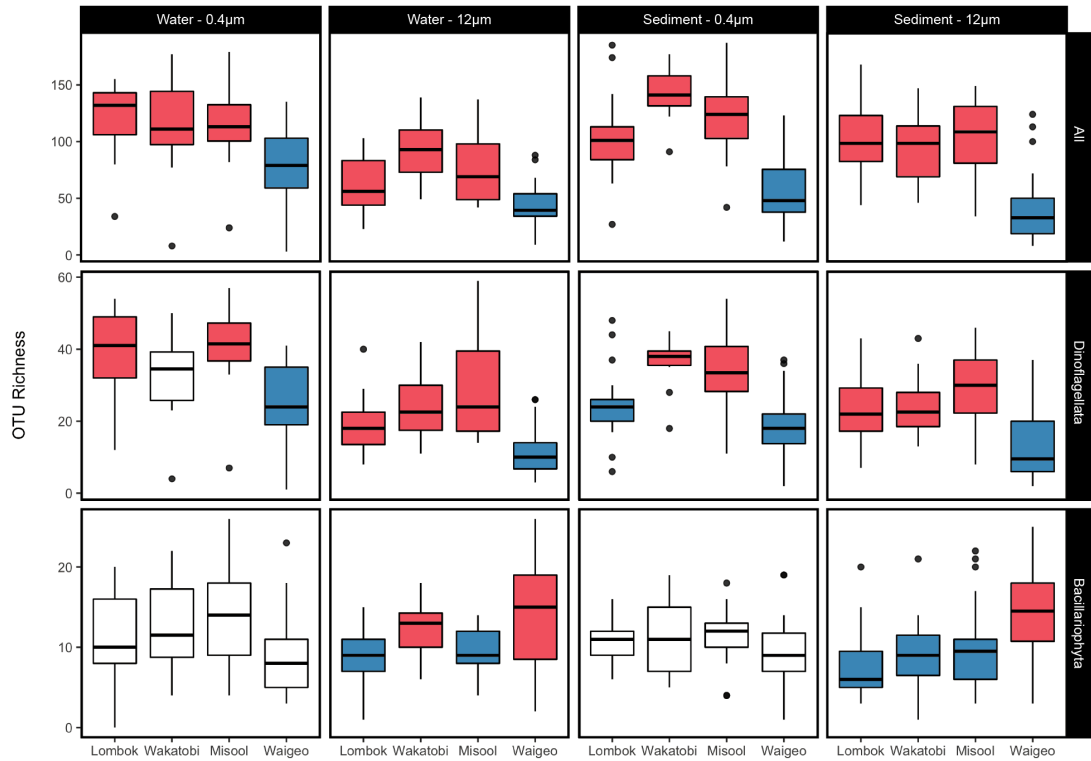 Water - 0.4µm
Water - 12µm
Sediment - 0.4µm
Sediment - 12µm
OTU Richness
150
100
50
0
All
60
40
20
0
Dinoflagellata
20
10
0
Bacillariophyta
Lombok Wakatobi Misool Waigeo
Lombok Wakatobi Misool Waigeo
Lombok Wakatobi Misool Waigeo
Lombok Wakatobi Misool Waigeo